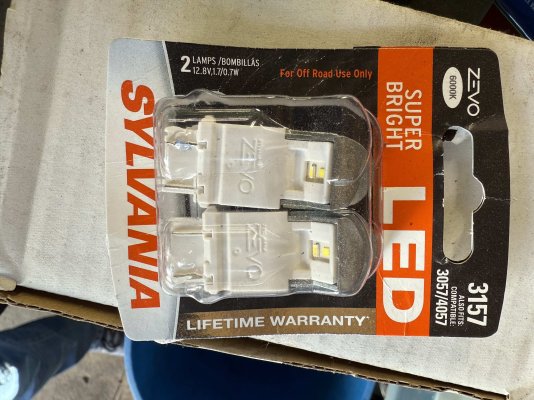 2 LAMPS / BOMBILLÁS
12.8V,1.7/0.7W
For Off Road Use Only
ZEVO
6000K
SUPER
BRIGHT
LED
SYLVANIA
ZEVO
ZEVO
3157
ALSO FITS:
COMPATIBLE:
3057/4057
LIFETIME WARRANTY*